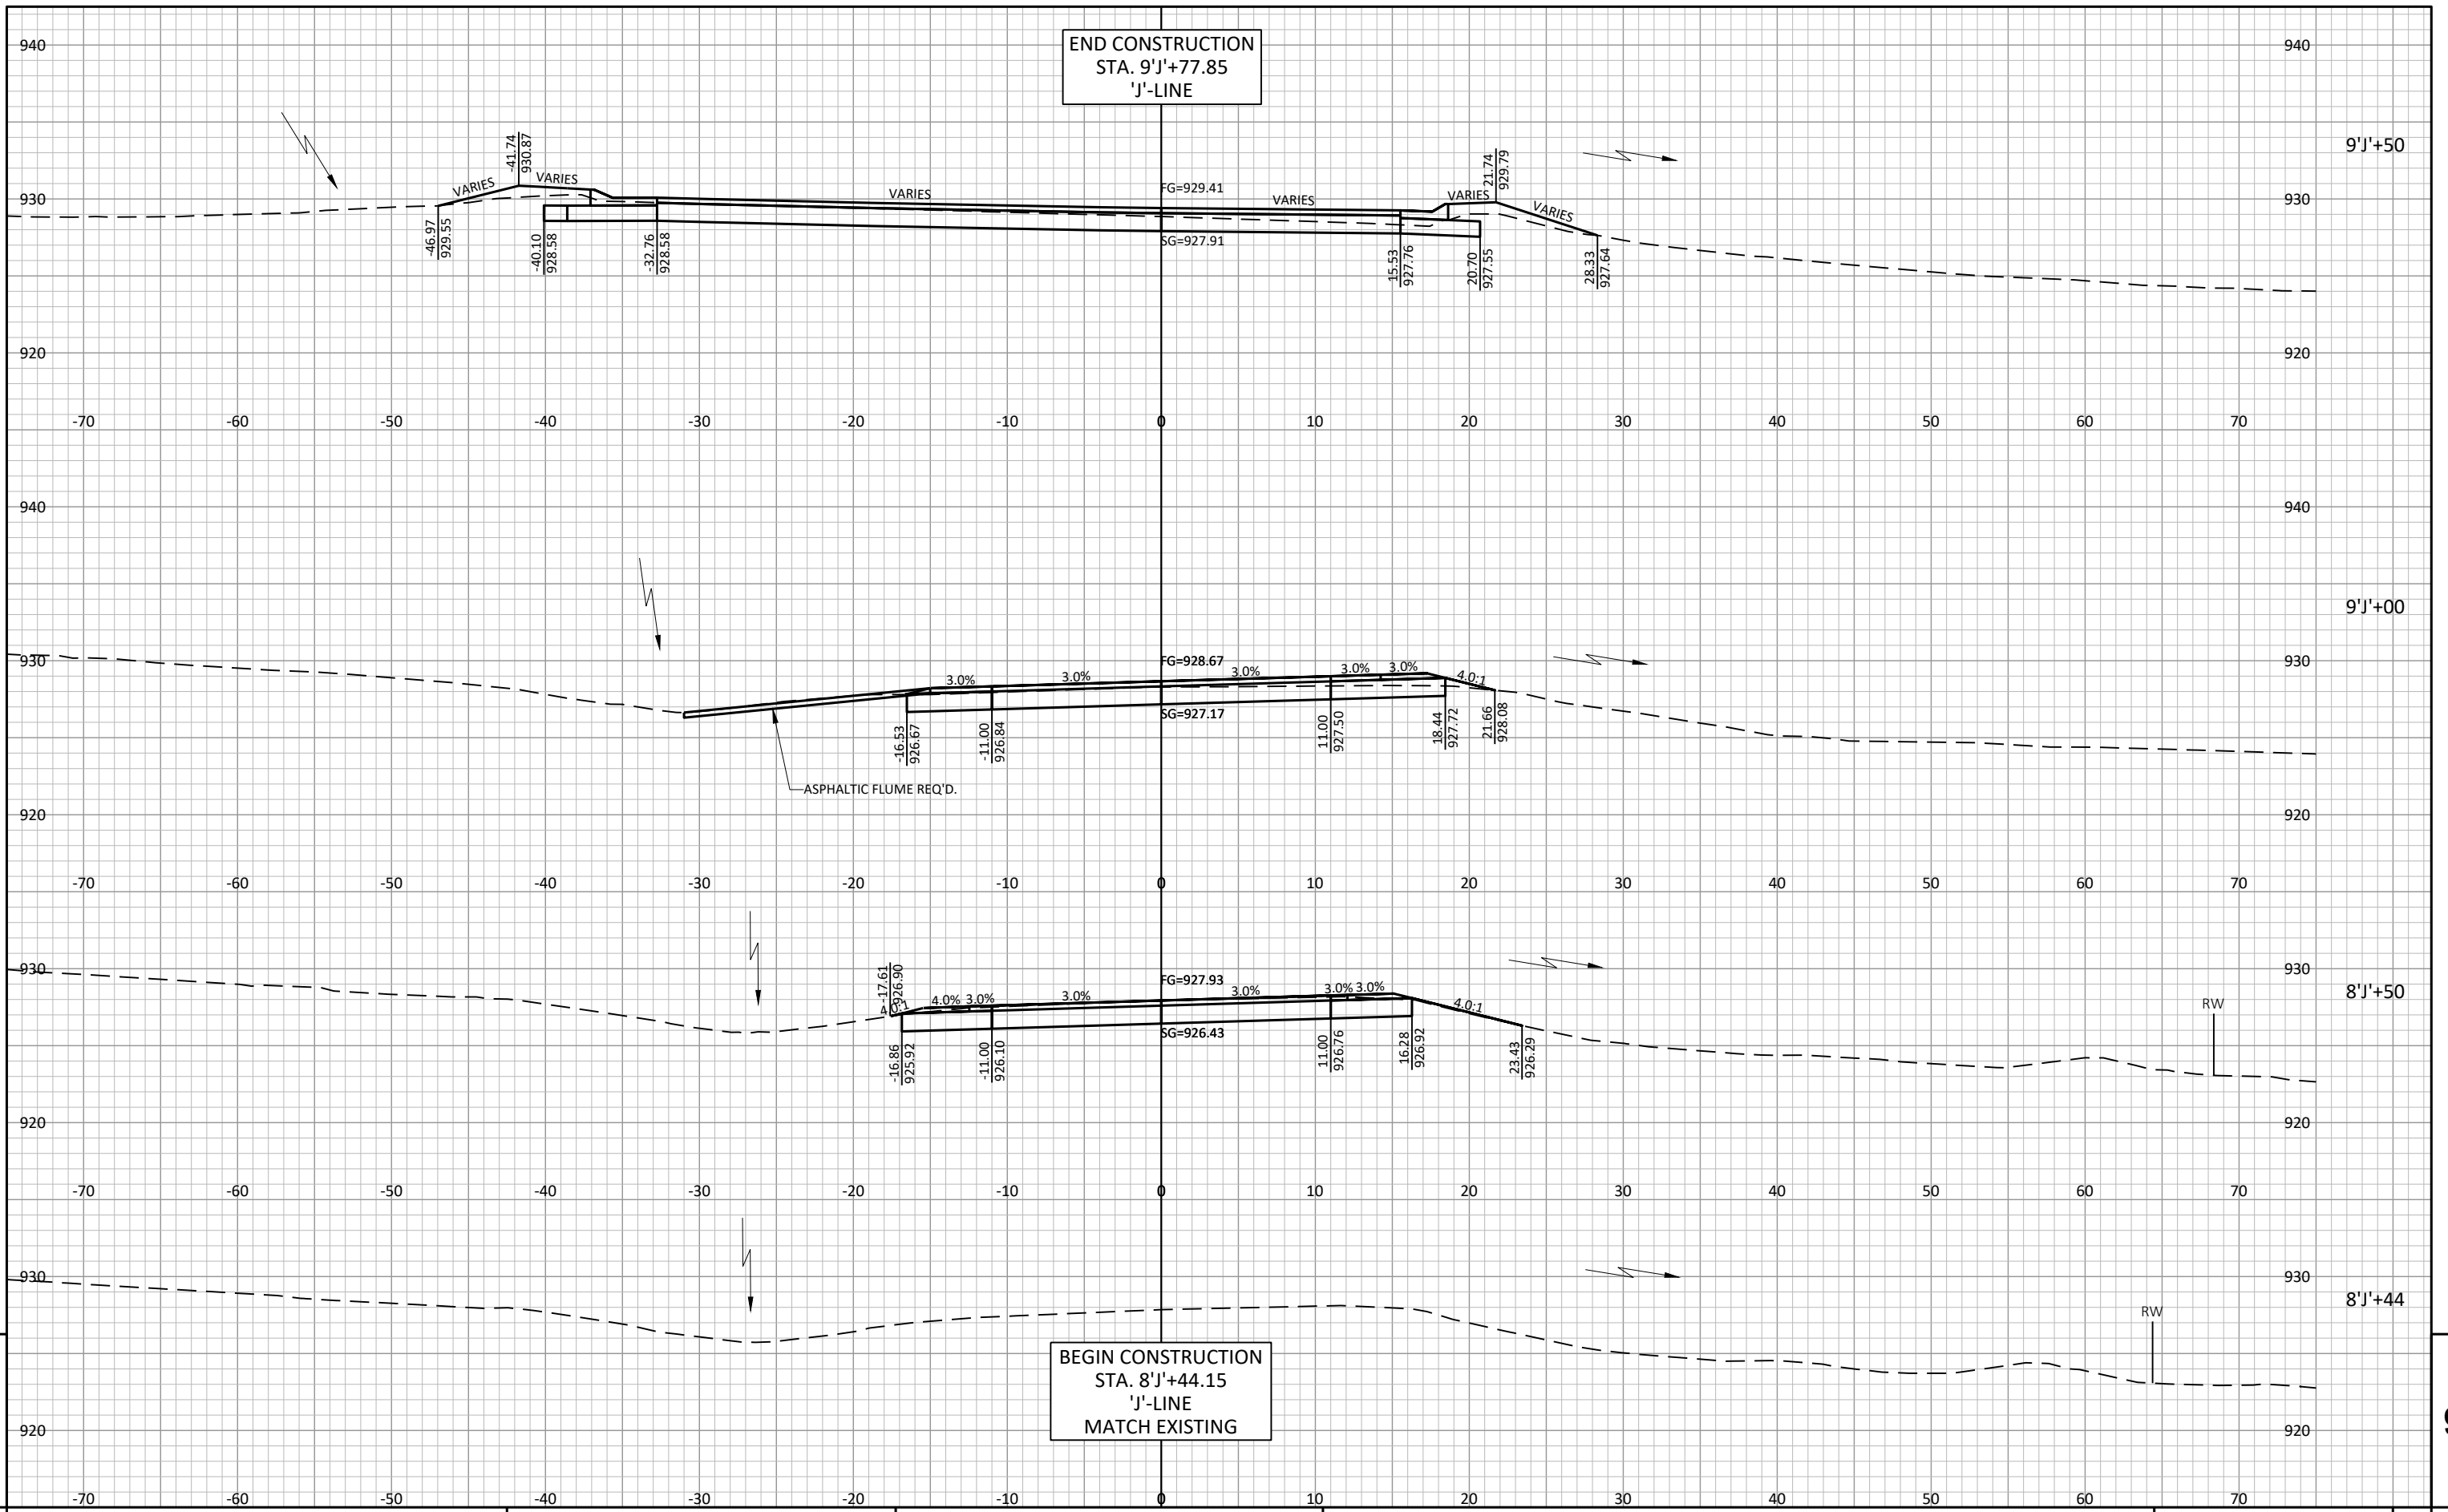 END CONSTRUCTION
STA. 9'J'+77.85
'J'-LINE
940 940
9'J'+50
-41.74
930.87
21.74
929.79
VARIES VARIES VARIES FG=929.41 VARIES VARIES VARIES
930 930
SG=927.91
-46.97
929.55
-40.10
928.58
-32.76
928.58
15.53
927.76
20.70
927.55
28.33
927.64
920 920
-70 -60 -50 -40 -30 -20 -10 0 10 20 30 40 50 60 70
940 940
9'J'+00
930 FG=928.67 930
3.0% 3.0% 3.0% 3.0% 3.0% 4.0:1
SG=927.17
-16.53
926.67
-11.00
926.84
11.00
927.50
18.44
927.72
21.66
928.08
ASPHALTIC FLUME REQ'D.
920 920
-70 -60 -50 -40 -30 -20 -10 0 10 20 30 40 50 60 70
930 930
-17.61
926.90
FG=927.93
8'J'+50
4.0:1 4.0% 3.0% 3.0% 3.0% 3.0% 3.0% 4.0:1
RW
SG=926.43
-16.86
925.92
-11.00
926.10
11.00
926.76
16.28
926.92
23.43
926.29
920 920
-70 -60 -50 -40 -30 -20 -10 0 10 20 30 40 50 60 70
930 930
8'J'+44
RW
BEGIN CONSTRUCTION
STA. 8'J'+44.15
'J'-LINE
MATCH EXISTING
920 920
-70 -60 -50 -40 -30 -20 -10 0 10 20 30 40 50 60 70